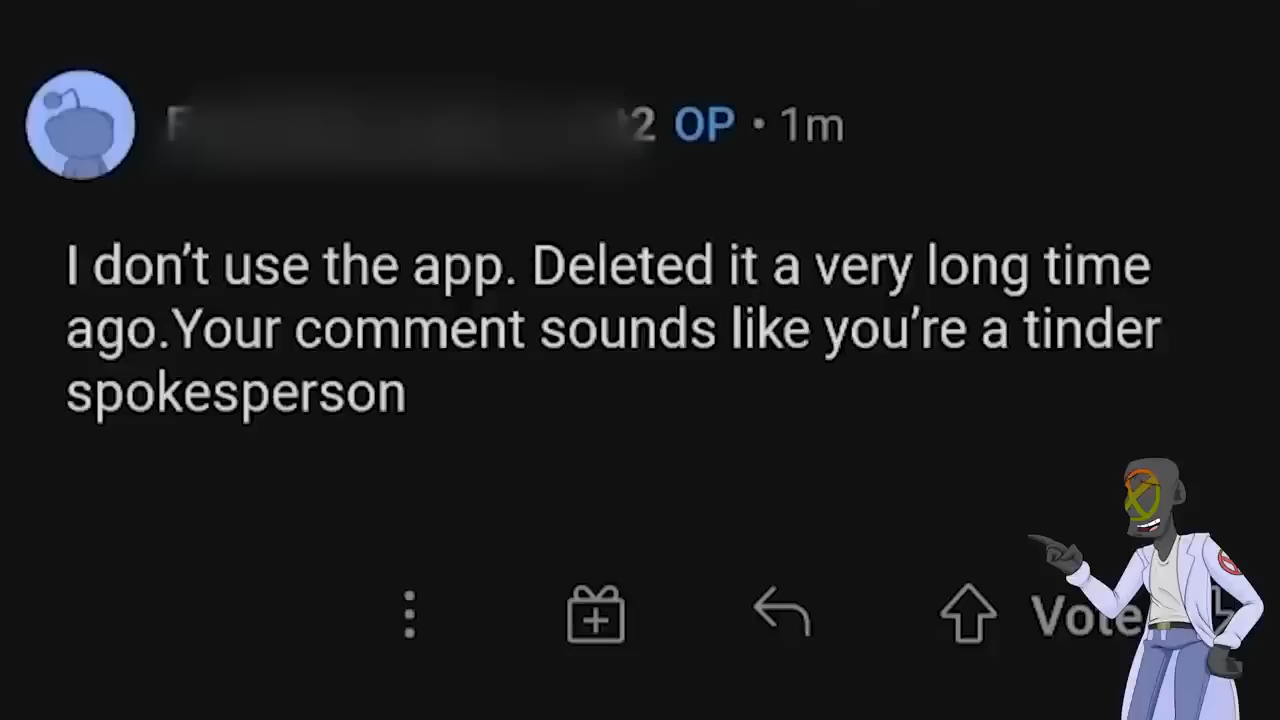 OP • 1m
I don’t use the app. Deleted it a very long time
ago.Your comment sounds like you’re a tinder
spokesperson
Vote